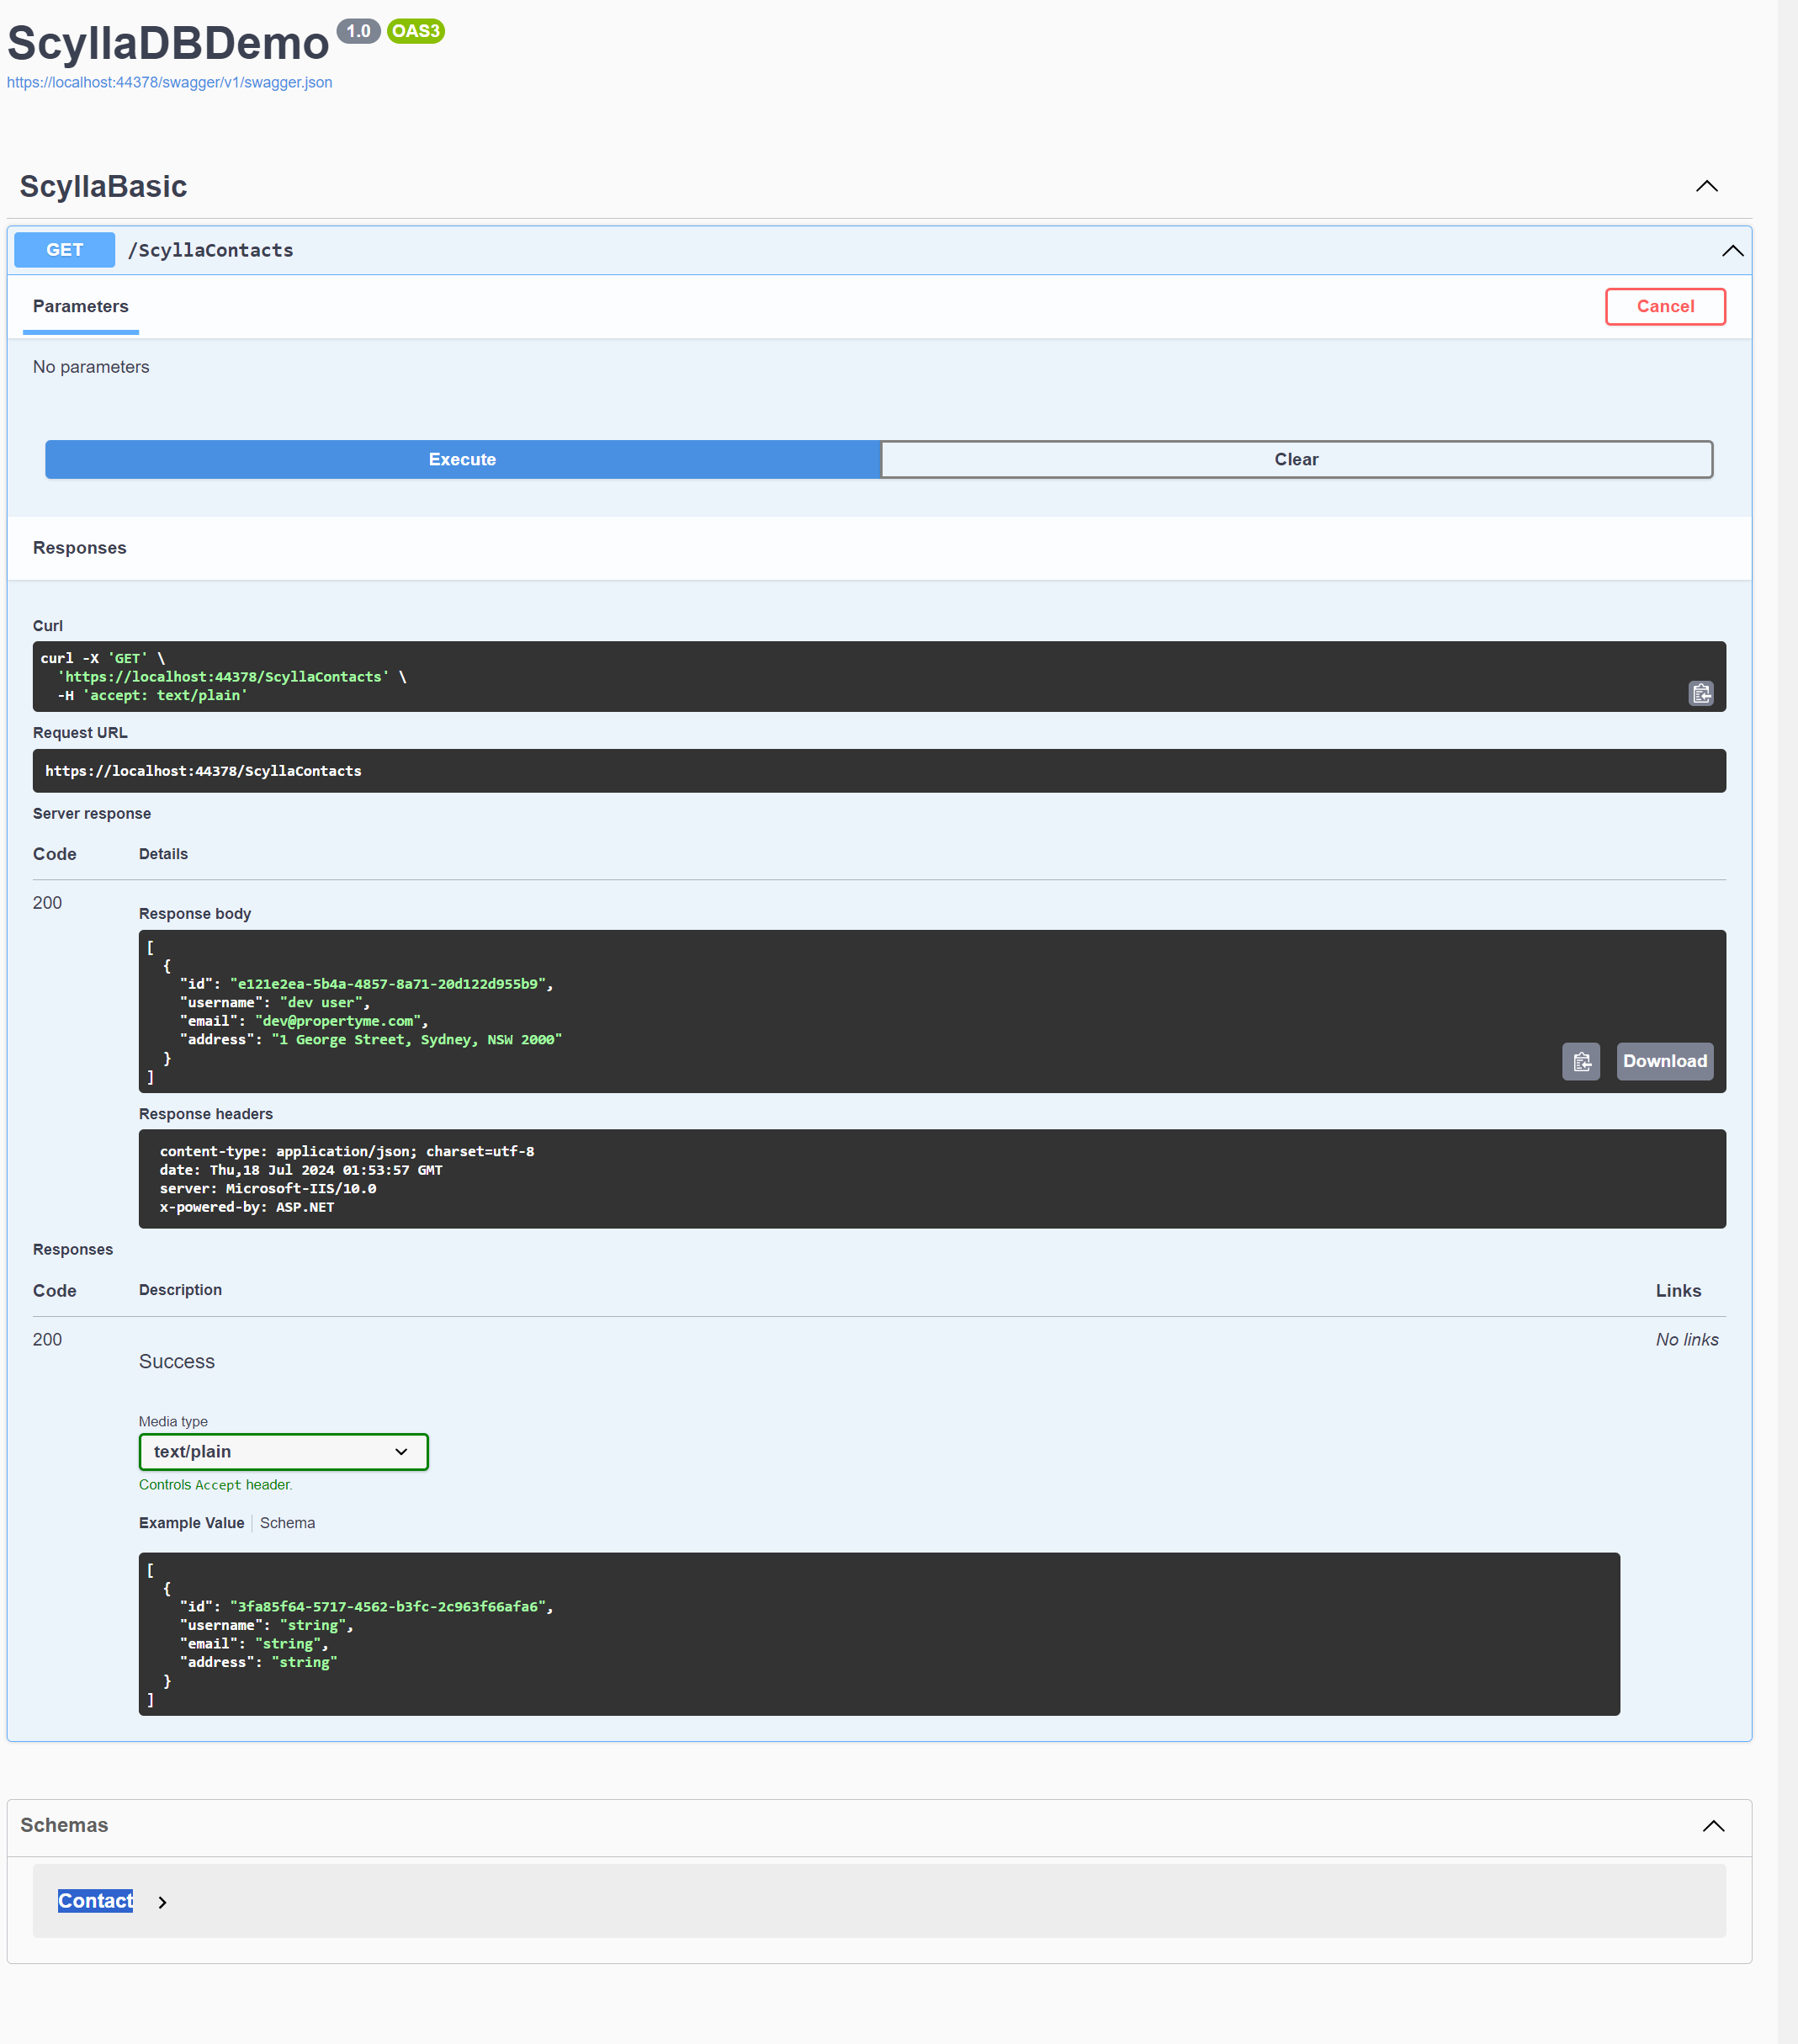 ScyllaDBDemo 1.0 OAS3
https://localhost:44378/swagger/v1/swagger.json
ScyllaBasic
GET /ScyllaContacts
Parameters Cancel
No parameters
Execute Clear
Responses
Curl
curl -X 'GET' \
  'https://localhost:44378/ScyllaContacts' \
  -H 'accept: text/plain'
Request URL
https://localhost:44378/ScyllaContacts
Server response
Code Details
200
Response body
[
  {
    "id": "e121e2ea-5b4a-4857-8a71-20d122d955b9",
    "username": "dev user",
    "email": "dev@propertyme.com",
    "address": "1 George Street, Sydney, NSW 2000"
  }
]
Download
Response headers
content-type: application/json; charset=utf-8
date: Thu,18 Jul 2024 01:53:57 GMT
server: Microsoft-IIS/10.0
x-powered-by: ASP.NET
Responses
Code Description Links
200 No links
Success
Media type
text/plain
Controls Accept header.
Example Value Schema
[
  {
    "id": "3fa85f64-5717-4562-b3fc-2c963f66afa6",
    "username": "string",
    "email": "string",
    "address": "string"
  }
]
Schemas
Contact